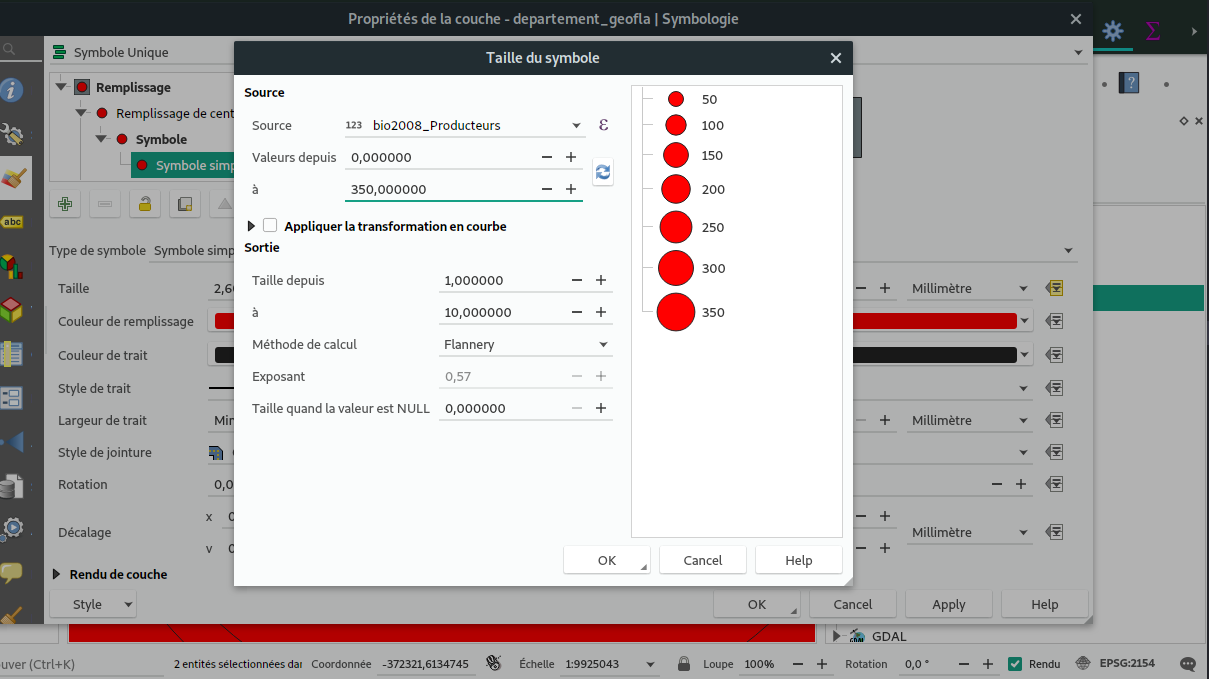 Propriétés de la couche - departement_geofla | Symbologie
Symbole Unique
Remplissage
Remplissage de cent
Symbole
Symbole simp
Type de symbole Symbole simp
Taille 2,6
Couleur de remplissage
Couleur de trait
Style de trait
Largeur de trait Min
Style de jointure
Rotation 0,0
Décalage
x 0
y 0
Rendu de couche
Style
Taille du symbole
Source
Source 123 bio2008_Producteurs ε
Valeurs depuis 0,000000
à 350,000000
Appliquer la transformation en courbe
Sortie
Taille depuis 1,000000
à 10,000000
Méthode de calcul Flannery
Exposant 0,57
Taille quand la valeur est NULL 0,000000
50
100
150
200
250
300
350
OK Cancel Help
Millimètre
Millimètre
Millimètre
OK Cancel Apply Help
abc
Σ
?
GDAL
uver (Ctrl+K) 2 entités sélectionnées dan Coordonnée -372321,6134745 Échelle 1:9925043 Loupe 100% Rotation 0,0 ° Rendu EPSG:2154